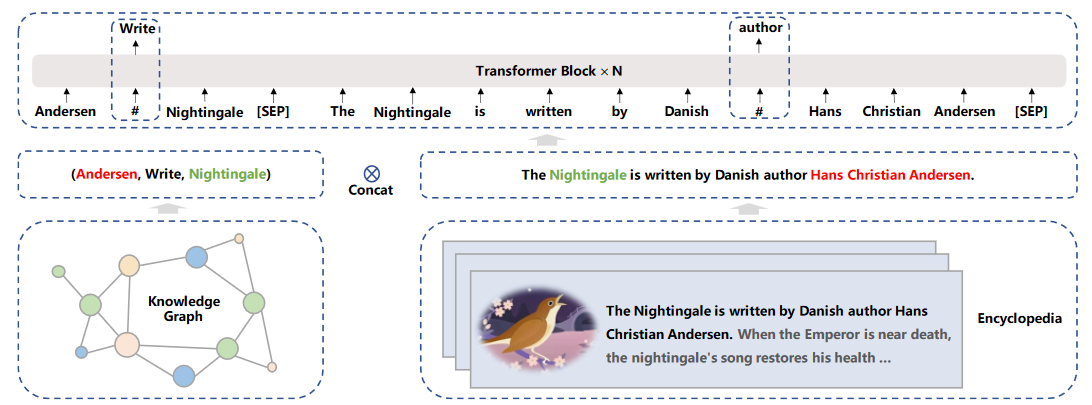 Write author
Transformer Block × N
Andersen # Nightingale [SEP] The Nightingale is written by Danish # Hans Christian Andersen [SEP]
(Andersen, Write, Nightingale)
⊗
Concat
The Nightingale is written by Danish author Hans Christian Andersen.
Knowledge
Graph
The Nightingale is written by Danish author Hans
Christian Andersen. When the Emperor is near death,
the nightingale's song restores his health ...
Encyclopedia